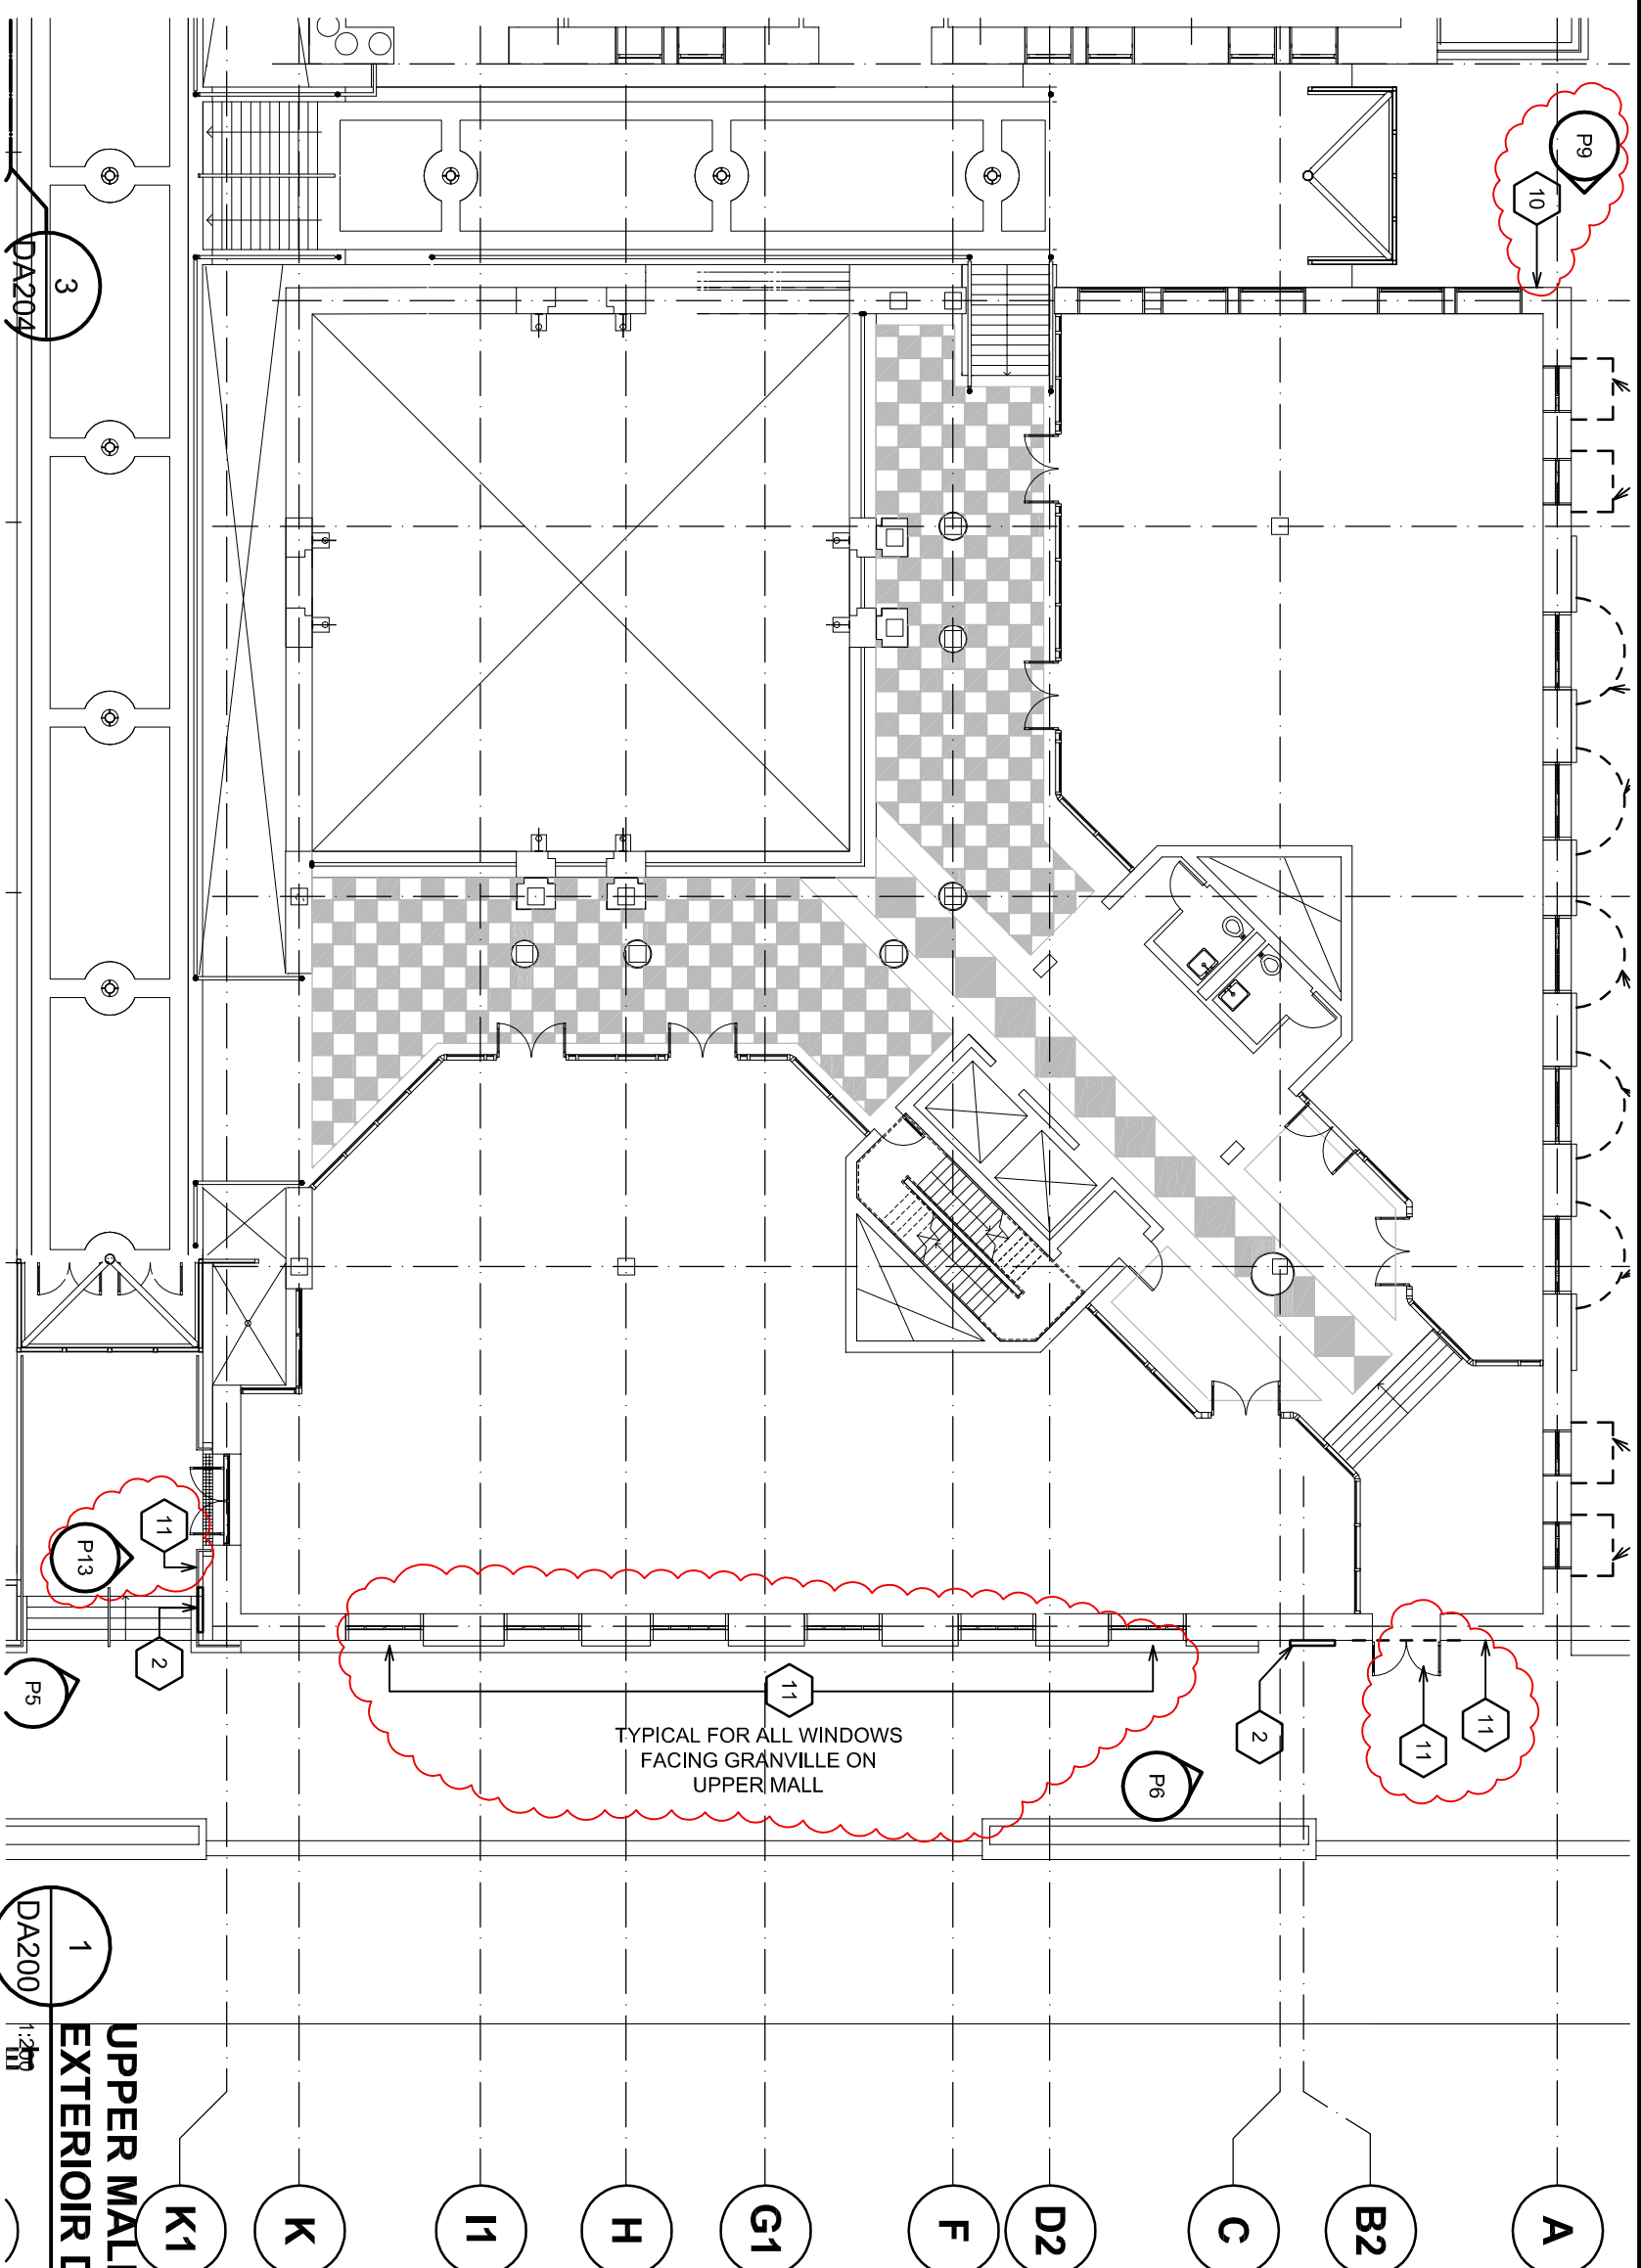 P9
10
3
DA204
11
P13
2
P5
11
TYPICAL FOR ALL WINDOWS
FACING GRANVILLE ON
UPPER MALL
2
P6
11
11
1
DA200
UPPER MALL
EXTERIOIR
K1
K
I1
H
G1
F
D2
C
B2
A